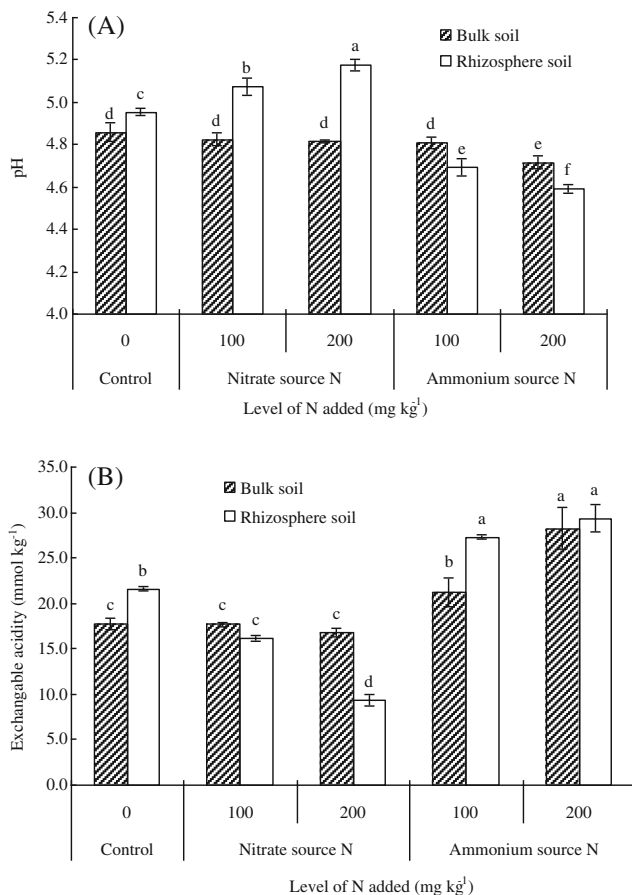 (A)
Bulk soil
Rhizosphere soil
5.4
5.2
5.0
4.8
4.6
4.4
4.2
4.0
pH
d c d b d a d e e f
0 100 200 100 200
Control Nitrate source N Ammonium source N
Level of N added (mg kg-1)
(B)
Bulk soil
Rhizosphere soil
35.0
30.0
25.0
20.0
15.0
10.0
5.0
0.0
Exchangable acidity (mmol kg-1)
c b c c c d b a a a
0 100 200 100 200
Control Nitrate source N Ammonium source N
Level of N added (mg kg-1)